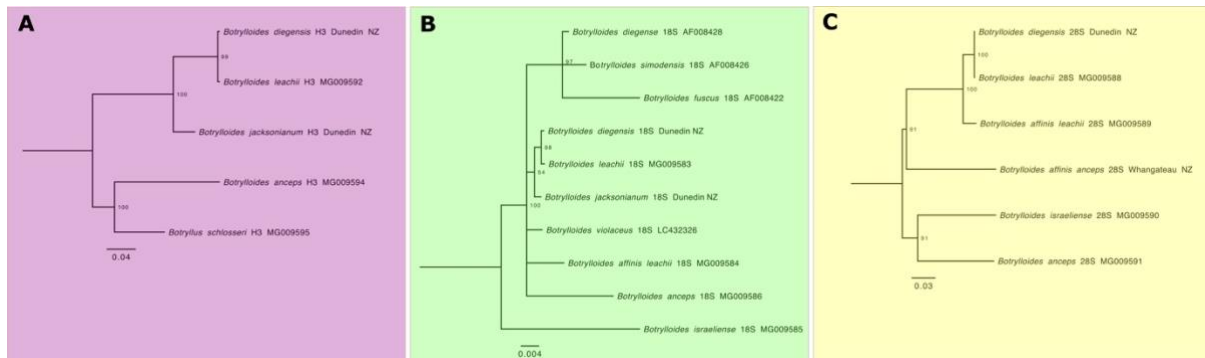 A
Botrylloides diegensis H3 Dunedin NZ
99
Botrylloides leachii H3 MG009592
100
Botrylloides jacksonianum H3 Dunedin NZ
Botrylloides anceps H3 MG009594
100
Botryllus schlosseri H3 MG009595
0.04
B
Botrylloides diegense 18S AF008428
97
Botrylloides simodensis 18S AF008426
Botrylloides fuscus 18S AF008422
Botrylloides diegensis 18S Dunedin NZ
88
Botrylloides leachii 18S MG009583
54
Botrylloides jacksonianum 18S Dunedin NZ
100
Botrylloides violaceus 18S LC432326
Botrylloides affinis leachii 18S MG009584
Botrylloides anceps 18S MG009586
Botrylloides israeliense 18S MG009585
0.004
C
Botrylloides diegensis 28S Dunedin NZ
100
Botrylloides leachii 28S MG009588
100
Botrylloides affinis leachii 28S MG009589
91
Botrylloides affinis anceps 28S Whangateau NZ
Botrylloides israeliense 28S MG009590
91
Botrylloides anceps 28S MG009591
0.03